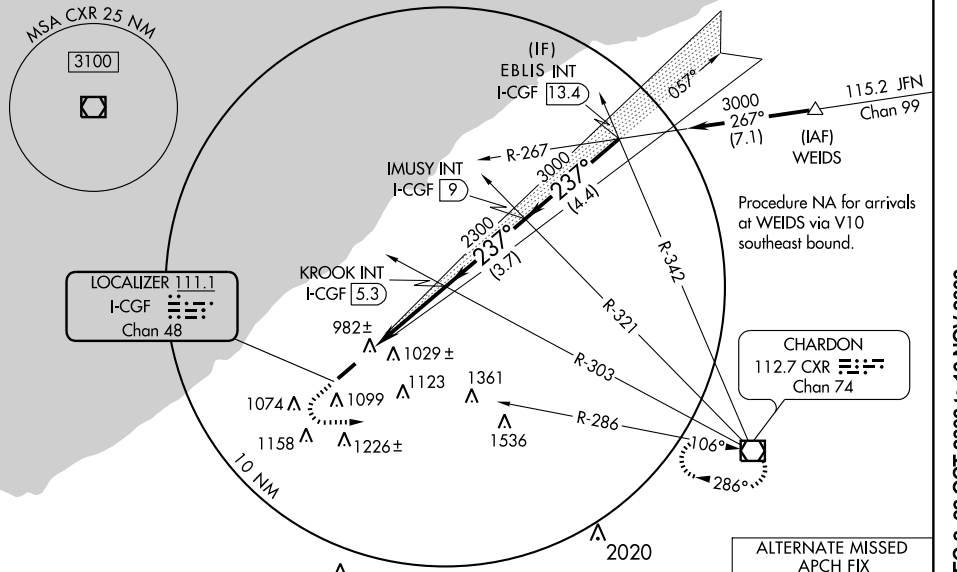 MSA CXR 25 NM
3100
(IF)
EBLIS INT
I-CGF 13.4
057°
3000
267°
(7.1)
115.2 JFN
Chan 99
(IAF)
WEIDS
R-267
IMUSY INT
I-CGF 9
3000
237°
(4.4)
Procedure NA for arrivals
at WEIDS via V10
southeast bound.
2300
237°
(3.7)
R-342
KROOK INT
I-CGF 5.3
LOCALIZER 111.1
I-CGF
Chan 48
R-321
982±
1029±
R-303
CHARDON
112.7 CXR
Chan 74
1123
1361
1074
1099
R-286
1536
1158
1226±
106°
286°
10 NM
2020
ALTERNATE MISSED
APCH FIX